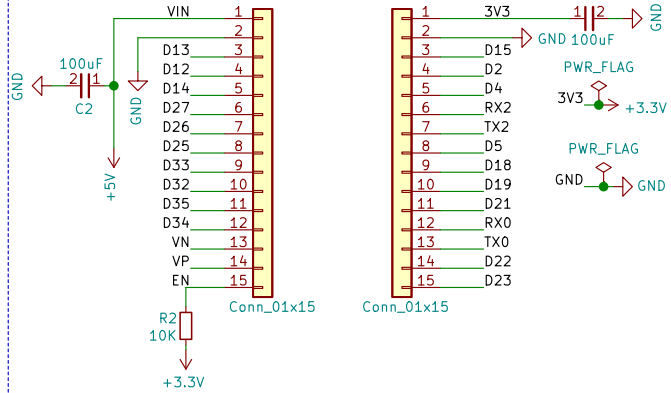 VIN 1
2
D13 3
D12 4
D14 5
D27 6
D26 7
D25 8
D33 9
D32 10
D35 11
D34 12
VN 13
VP 14
EN 15
Conn_01x15
GND
100uF
2 1
C2
GND
+5V
R2
10K
+3.3V
1 3V3
2 GND
3 D15
4 D2
5 D4
6 RX2
7 TX2
8 D5
9 D18
10 D19
11 D21
12 RX0
13 TX0
14 D22
15 D23
Conn_01x15
1 2
100uF
GND
PWR_FLAG
3V3
+3.3V
PWR_FLAG
GND GND